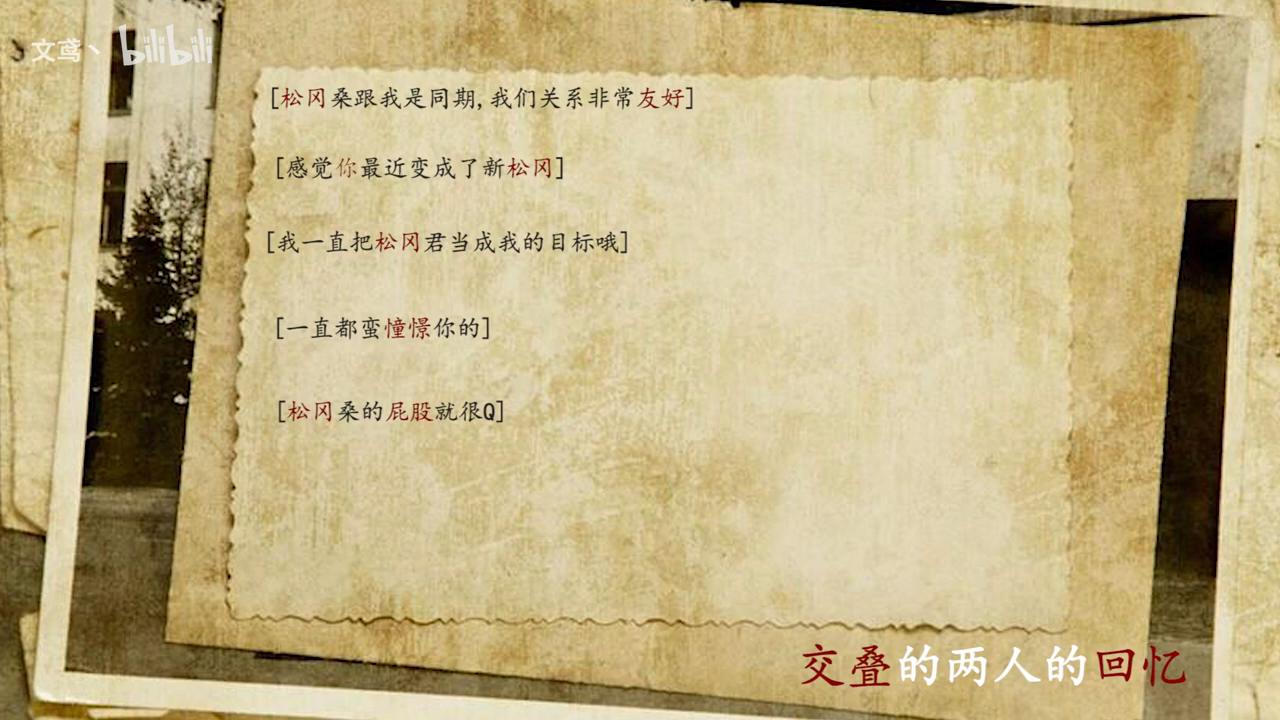 文鸢丶 bilibili
[松冈桑跟我是同期,我们关系非常友好]
[感觉你最近变成了新松冈]
[我一直把松冈君当成我的目标哦]
[一直都蛮憧憬你的]
[松冈桑的屁股就很Q]
交叠的两人的回忆